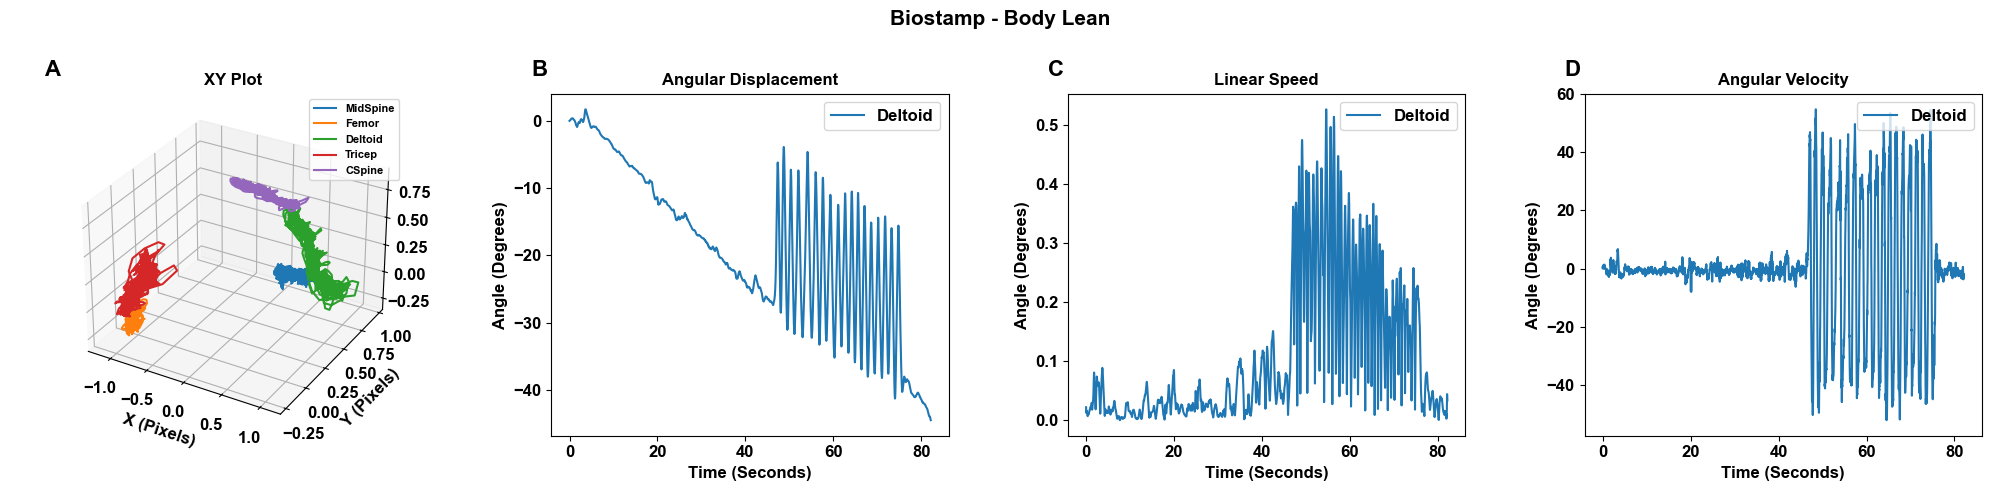 Biostamp - Body Lean
A
XY Plot
MidSpine
Femor
Deltoid
Tricep
CSpine
0.75
0.50
0.25
0.00
−0.25
1.00
0.75
0.50
0.25
0.00
−0.25
Y (Pixels)
−1.0
−0.5
0.0
0.5
1.0
X (Pixels)
B
Angular Displacement
Deltoid
0
−10
−20
−30
−40
Angle (Degrees)
0 20 40 60 80
Time (Seconds)
C
Linear Speed
Deltoid
0.5
0.4
0.3
0.2
0.1
0.0
Angle (Degrees)
0 20 40 60 80
Time (Seconds)
D
Angular Velocity
Deltoid
60
40
20
0
−20
−40
Angle (Degrees)
0 20 40 60 80
Time (Seconds)